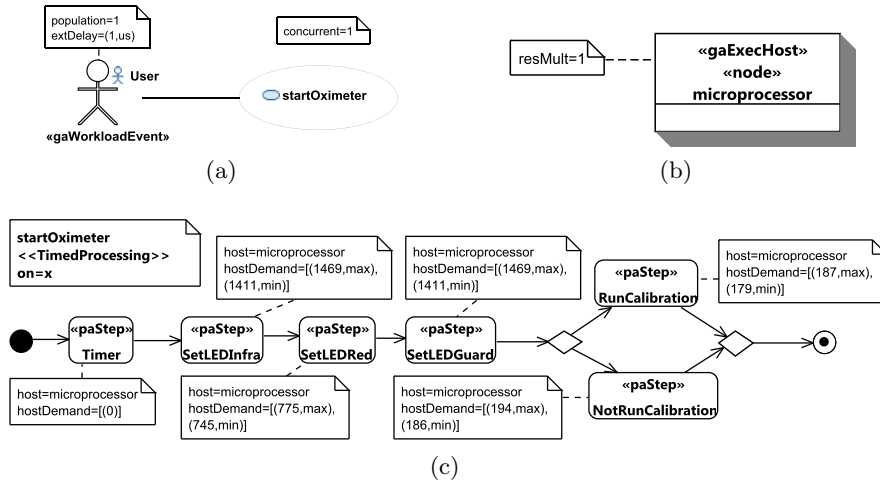 population=1
extDelay=(1,us)
User
«gaWorkloadEvent»
concurrent=1
startOximeter
(a)
resMult=1
«gaExecHost»
«node»
microprocessor
(b)
startOximeter
<<TimedProcessing>>
on=x
host=microprocessor
hostDemand=[(1469,max),
(1411,min)]
host=microprocessor
hostDemand=[(1469,max),
(1411,min)]
host=microprocessor
hostDemand=[(187,max),
(179,min)]
«paStep»
Timer
«paStep»
SetLEDInfra
«paStep»
SetLEDRed
«paStep»
SetLEDGuard
«paStep»
RunCalibration
«paStep»
NotRunCalibration
host=microprocessor
hostDemand=[(0)]
host=microprocessor
hostDemand=[(775,max),
(745,min)]
host=microprocessor
hostDemand=[(194,max),
(186,min)]
(c)